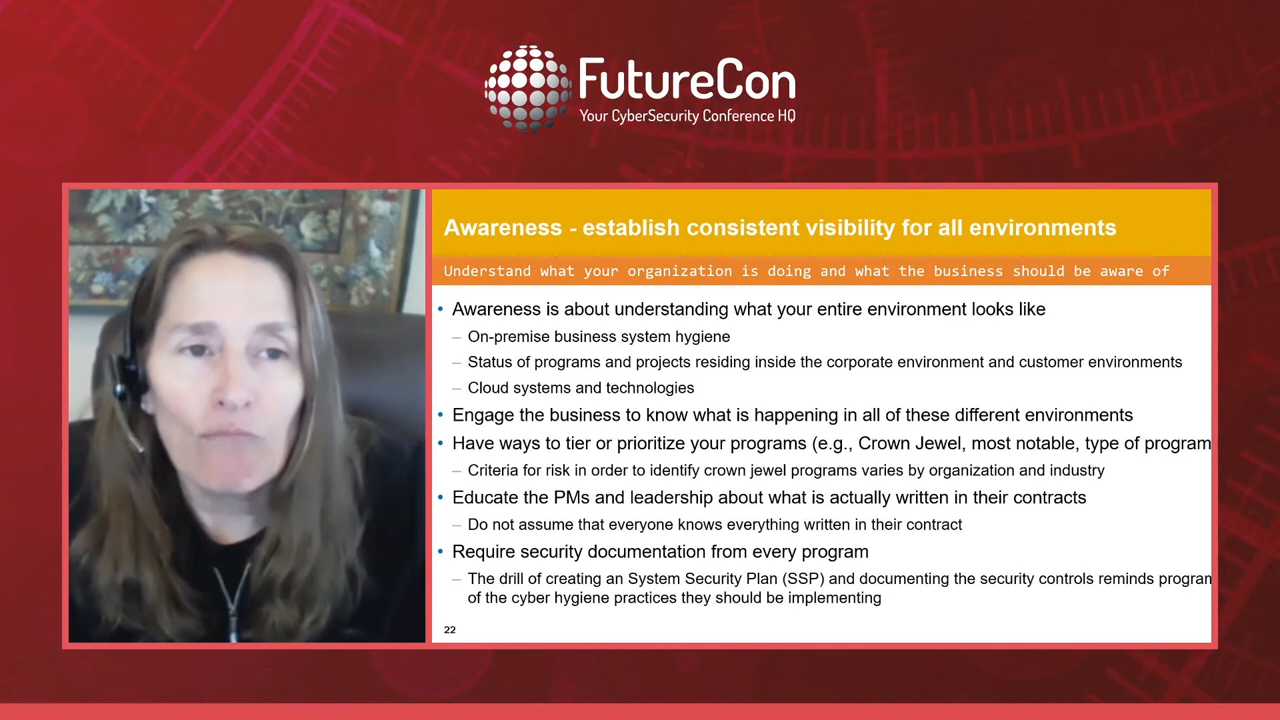 FutureCon
Your CyberSecurity Conference HQ
Awareness - establish consistent visibility for all environments
Understand what your organization is doing and what the business should be aware of
• Awareness is about understanding what your entire environment looks like
– On-premise business system hygiene
– Status of programs and projects residing inside the corporate environment and customer environments
– Cloud systems and technologies
• Engage the business to know what is happening in all of these different environments
• Have ways to tier or prioritize your programs (e.g., Crown Jewel, most notable, type of program
– Criteria for risk in order to identify crown jewel programs varies by organization and industry
• Educate the PMs and leadership about what is actually written in their contracts
– Do not assume that everyone knows everything written in their contract
• Require security documentation from every program
– The drill of creating an System Security Plan (SSP) and documenting the security controls reminds program
of the cyber hygiene practices they should be implementing
22